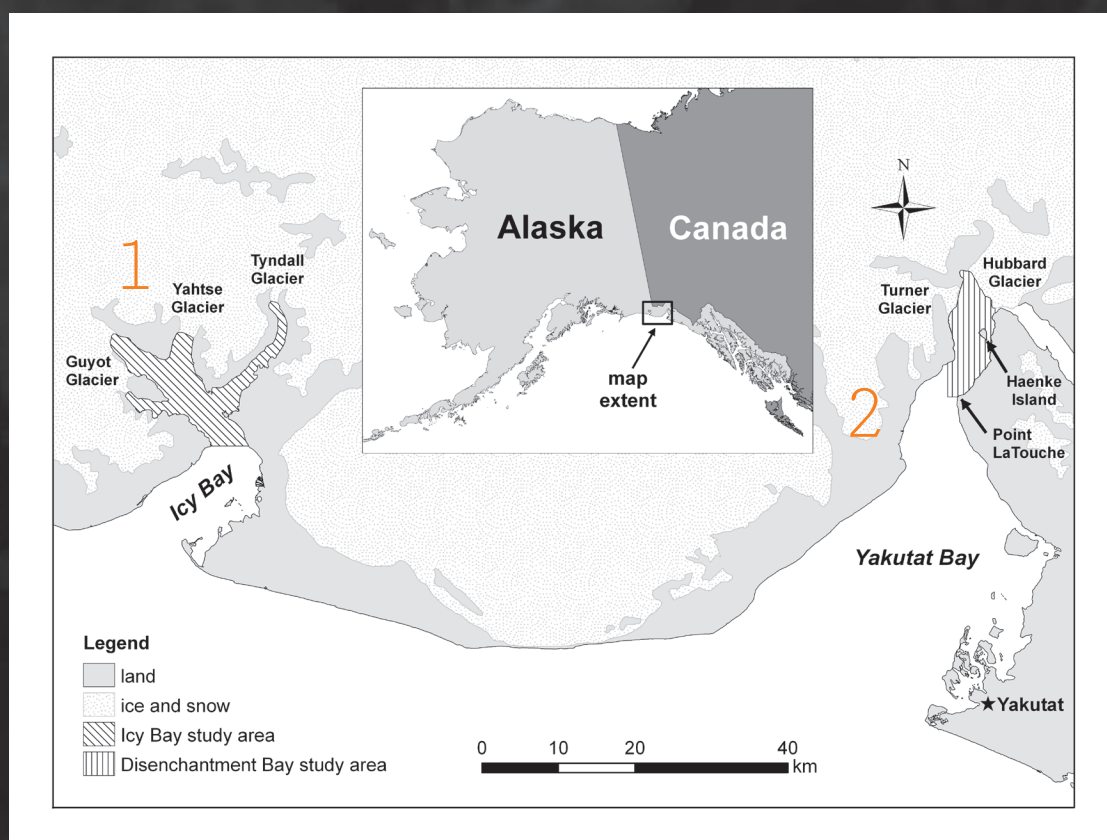 Alaska
Canada
map
extent
N
1
Tyndall
Glacier
Yahtse
Glacier
Guyot
Glacier
Hubbard
Glacier
Turner
Glacier
Haenke
Island
2
Point
LaTouche
Icy Bay
Yakutat Bay
Yakutat
Legend
land
ice and snow
Icy Bay study area
Disenchantment Bay study area
0 10 20 40
km